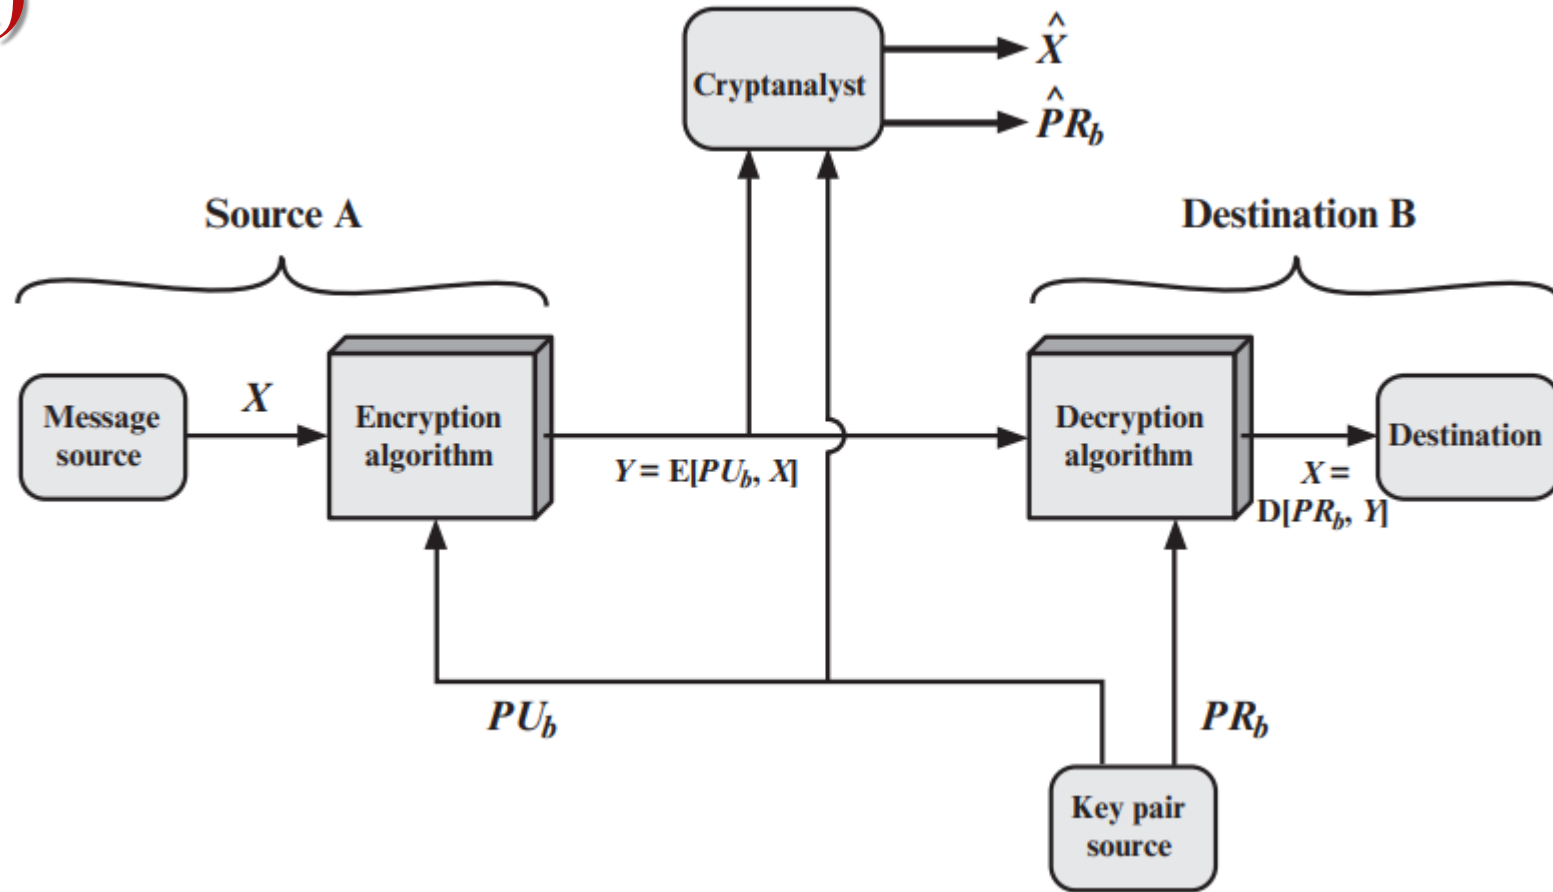 )
X̂
Cryptanalyst
P̂R_b
Source A
Destination B
Message
source
X
Encryption
algorithm
Y = E[PU_b, X]
Decryption
algorithm
X =
D[PR_b, Y]
Destination
PU_b
PR_b
Key pair
source